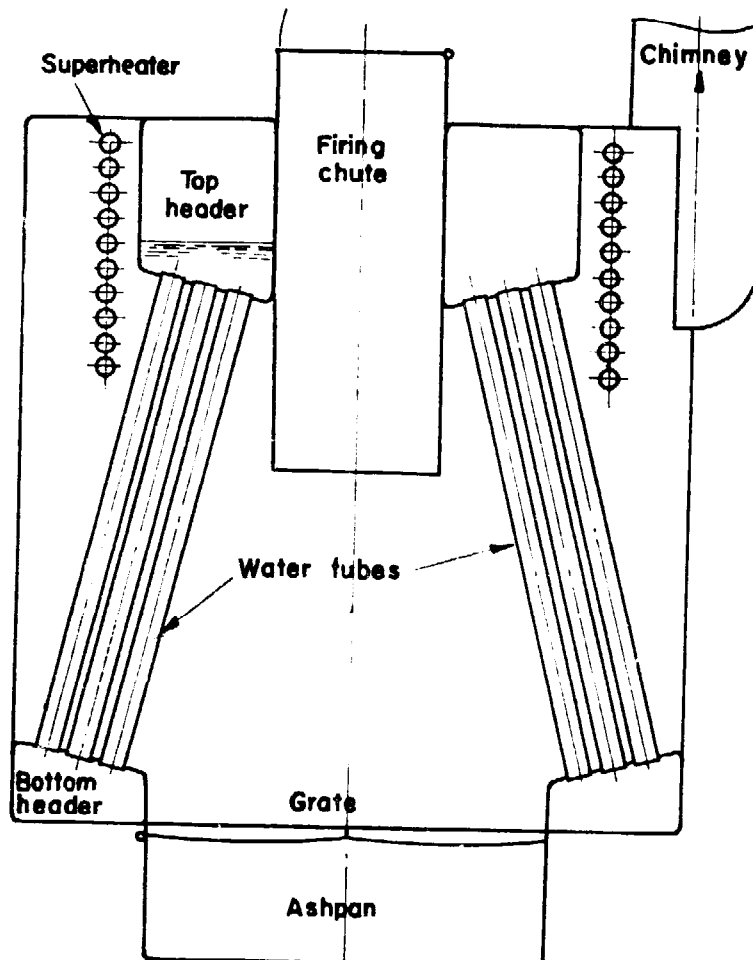 Superheater
Chimney
Firing
chute
Top
header
Water tubes
Bottom
header
Grate
Ashpan